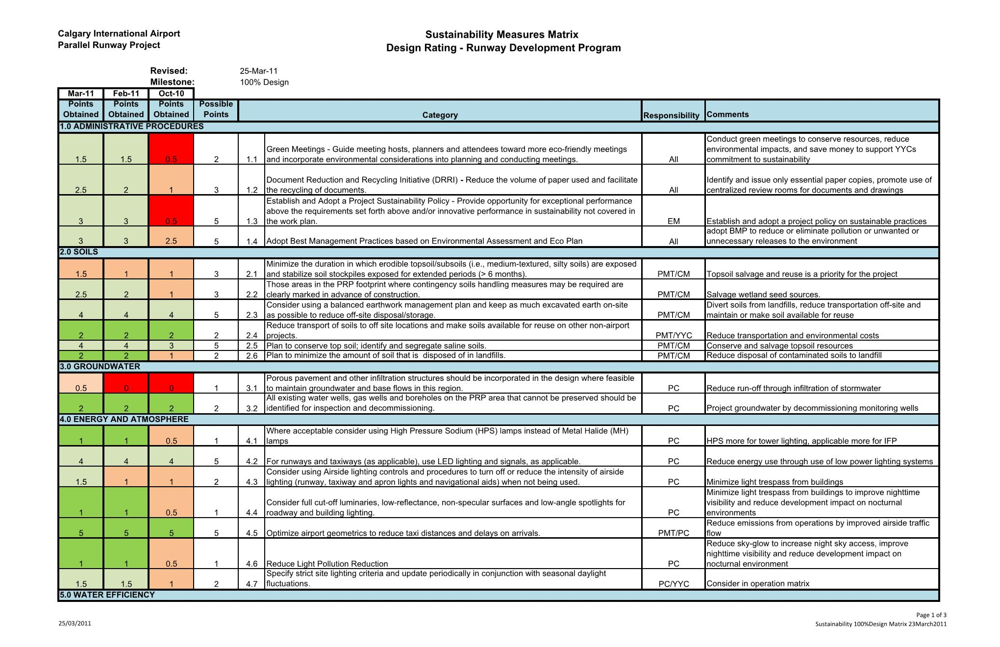 Calgary International Airport
Parallel Runway Project
Sustainability Measures Matrix
Design Rating - Runway Development Program
Revised: 25-Mar-11
Milestone: 100% Design
Mar-11 Feb-11 Oct-10
Points Obtained Points Obtained Points Obtained Possible Points Category Responsibility Comments
1.0 ADMINISTRATIVE PROCEDURES
1.5 1.5 0.5 2 1.1 Green Meetings - Guide meeting hosts, planners and attendees toward more eco-friendly meetings
and incorporate environmental considerations into planning and conducting meetings. All
Conduct green meetings to conserve resources, reduce
environmental impacts, and save money to support YYCs
commitment to sustainability
2.5 2 1 3 1.2 Document Reduction and Recycling Initiative (DRRI) - Reduce the volume of paper used and facilitate
the recycling of documents. All
Identify and issue only essential paper copies, promote use of
centralized review rooms for documents and drawings
3 3 0.5 5 1.3 Establish and Adopt a Project Sustainability Policy - Provide opportunity for exceptional performance
above the requirements set forth above and/or innovative performance in sustainability not covered in
the work plan. EM Establish and adopt a project policy on sustainable practices
3 3 2.5 5 1.4 Adopt Best Management Practices based on Environmental Assessment and Eco Plan All
adopt BMP to reduce or eliminate pollution or unwanted or
unnecessary releases to the environment
2.0 SOILS
1.5 1 1 3 2.1 Minimize the duration in which erodible topsoil/subsoils (i.e., medium-textured, silty soils) are exposed
and stabilize soil stockpiles exposed for extended periods (> 6 months). PMT/CM Topsoil salvage and reuse is a priority for the project
2.5 2 1 3 2.2 Those areas in the PRP footprint where contingency soils handling measures may be required are
clearly marked in advance of construction. PMT/CM Salvage wetland seed sources.
4 4 4 5 2.3 Consider using a balanced earthwork management plan and keep as much excavated earth on-site
as possible to reduce off-site disposal/storage. PMT/CM
Divert soils from landfills, reduce transportation off-site and
maintain or make soil available for reuse
2 2 2 2 2.4 Reduce transport of soils to off site locations and make soils available for reuse on other non-airport
projects. PMT/YYC Reduce transportation and environmental costs
4 4 3 5 2.5 Plan to conserve top soil; identify and segregate saline soils. PMT/CM Conserve and salvage topsoil resources
2 2 1 2 2.6 Plan to minimize the amount of soil that is  disposed of in landfills. PMT/CM Reduce disposal of contaminated soils to landfill
3.0 GROUNDWATER
0.5 0 0 1 3.1 Porous pavement and other infiltration structures should be incorporated in the design where feasible
to maintain groundwater and base flows in this region. PC Reduce run-off through infiltration of stormwater
2 2 2 2 3.2 All existing water wells, gas wells and boreholes on the PRP area that cannot be preserved should be
identified for inspection and decommissioning. PC Project groundwater by decommissioning monitoring wells
4.0 ENERGY AND ATMOSPHERE
1 1 0.5 1 4.1 Where acceptable consider using High Pressure Sodium (HPS) lamps instead of Metal Halide (MH)
lamps PC HPS more for tower lighting, applicable more for IFP
4 4 4 5 4.2 For runways and taxiways (as applicable), use LED lighting and signals, as applicable. PC Reduce energy use through use of low power lighting systems
1.5 1 1 2 4.3 Consider using Airside lighting controls and procedures to turn off or reduce the intensity of airside
lighting (runway, taxiway and apron lights and navigational aids) when not being used. PC Minimize light trespass from buildings
1 1 0.5 1 4.4 Consider full cut-off luminaries, low-reflectance, non-specular surfaces and low-angle spotlights for
roadway and building lighting. PC
Minimize light trespass from buildings to improve nighttime
visibility and reduce development impact on nocturnal
environments
5 5 5 5 4.5 Optimize airport geometrics to reduce taxi distances and delays on arrivals. PMT/PC
Reduce emissions from operations by improved airside traffic
flow
1 1 0.5 1 4.6 Reduce Light Pollution Reduction PC
Reduce sky-glow to increase night sky access, improve
nighttime visibility and reduce development impact on
nocturnal environment
1.5 1.5 1 2 4.7 Specify strict site lighting criteria and update periodically in conjunction with seasonal daylight
fluctuations. PC/YYC Consider in operation matrix
5.0 WATER EFFICIENCY
Page 1 of 3
25/03/2011 Sustainability 100%Design Matrix 23March2011